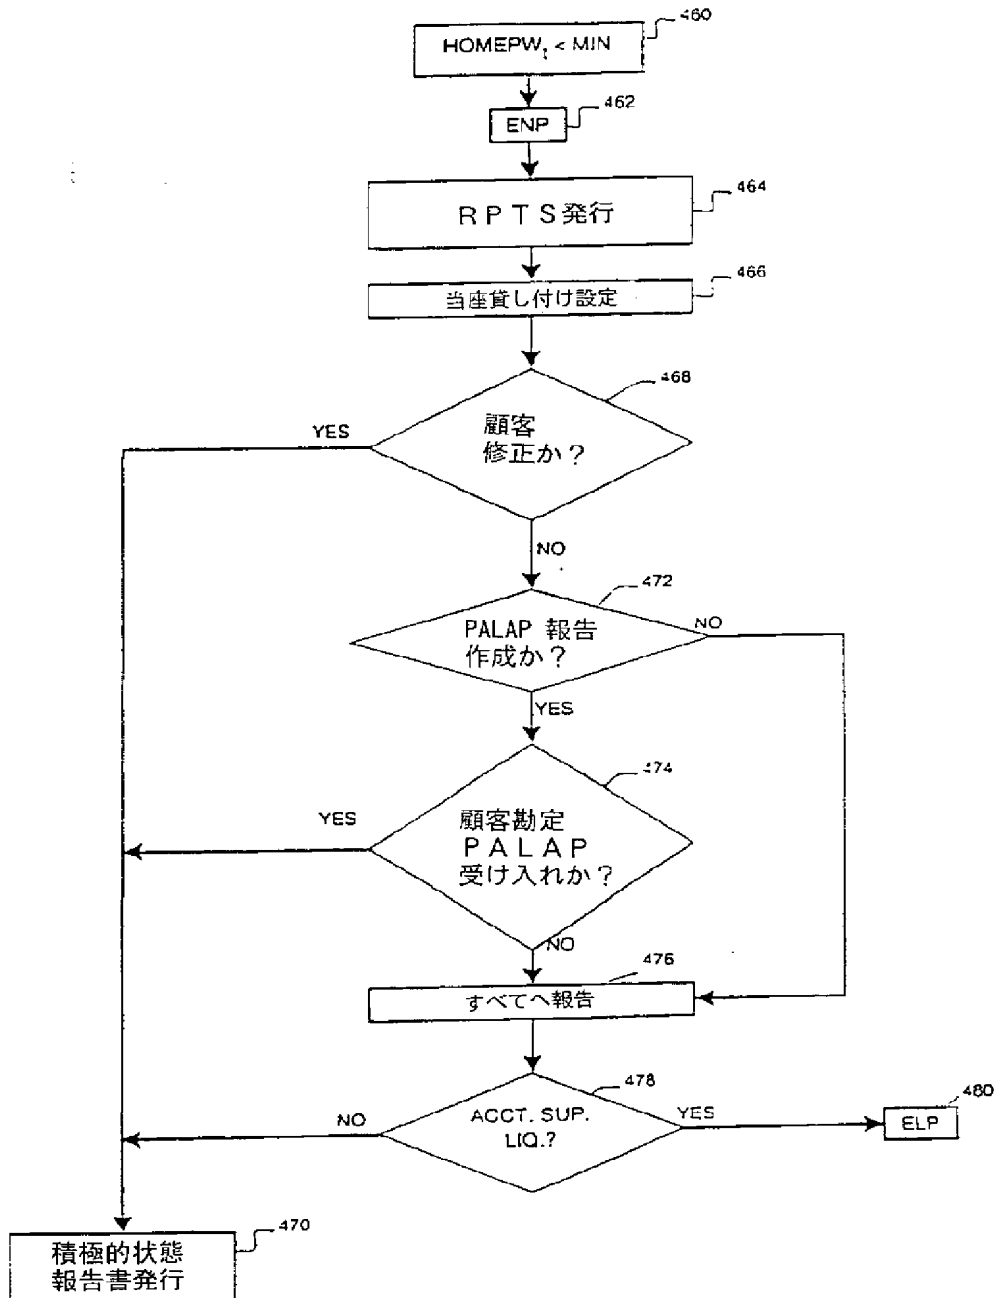 460
HOMEPWt < MIN
462
ENP
464
ＲＰＴＳ発行
466
当座貸し付け設定
468
YES
顧客
修正か？
NO
472
NO
PALAP 報告
作成か？
YES
474
YES
顧客勘定
ＰＡＬＡＰ
受け入れか？
NO
476
すべてへ報告
478
480
NO
ACCT. SUP.
LIQ.?
YES
ELP
470
積極的状態
報告書発行